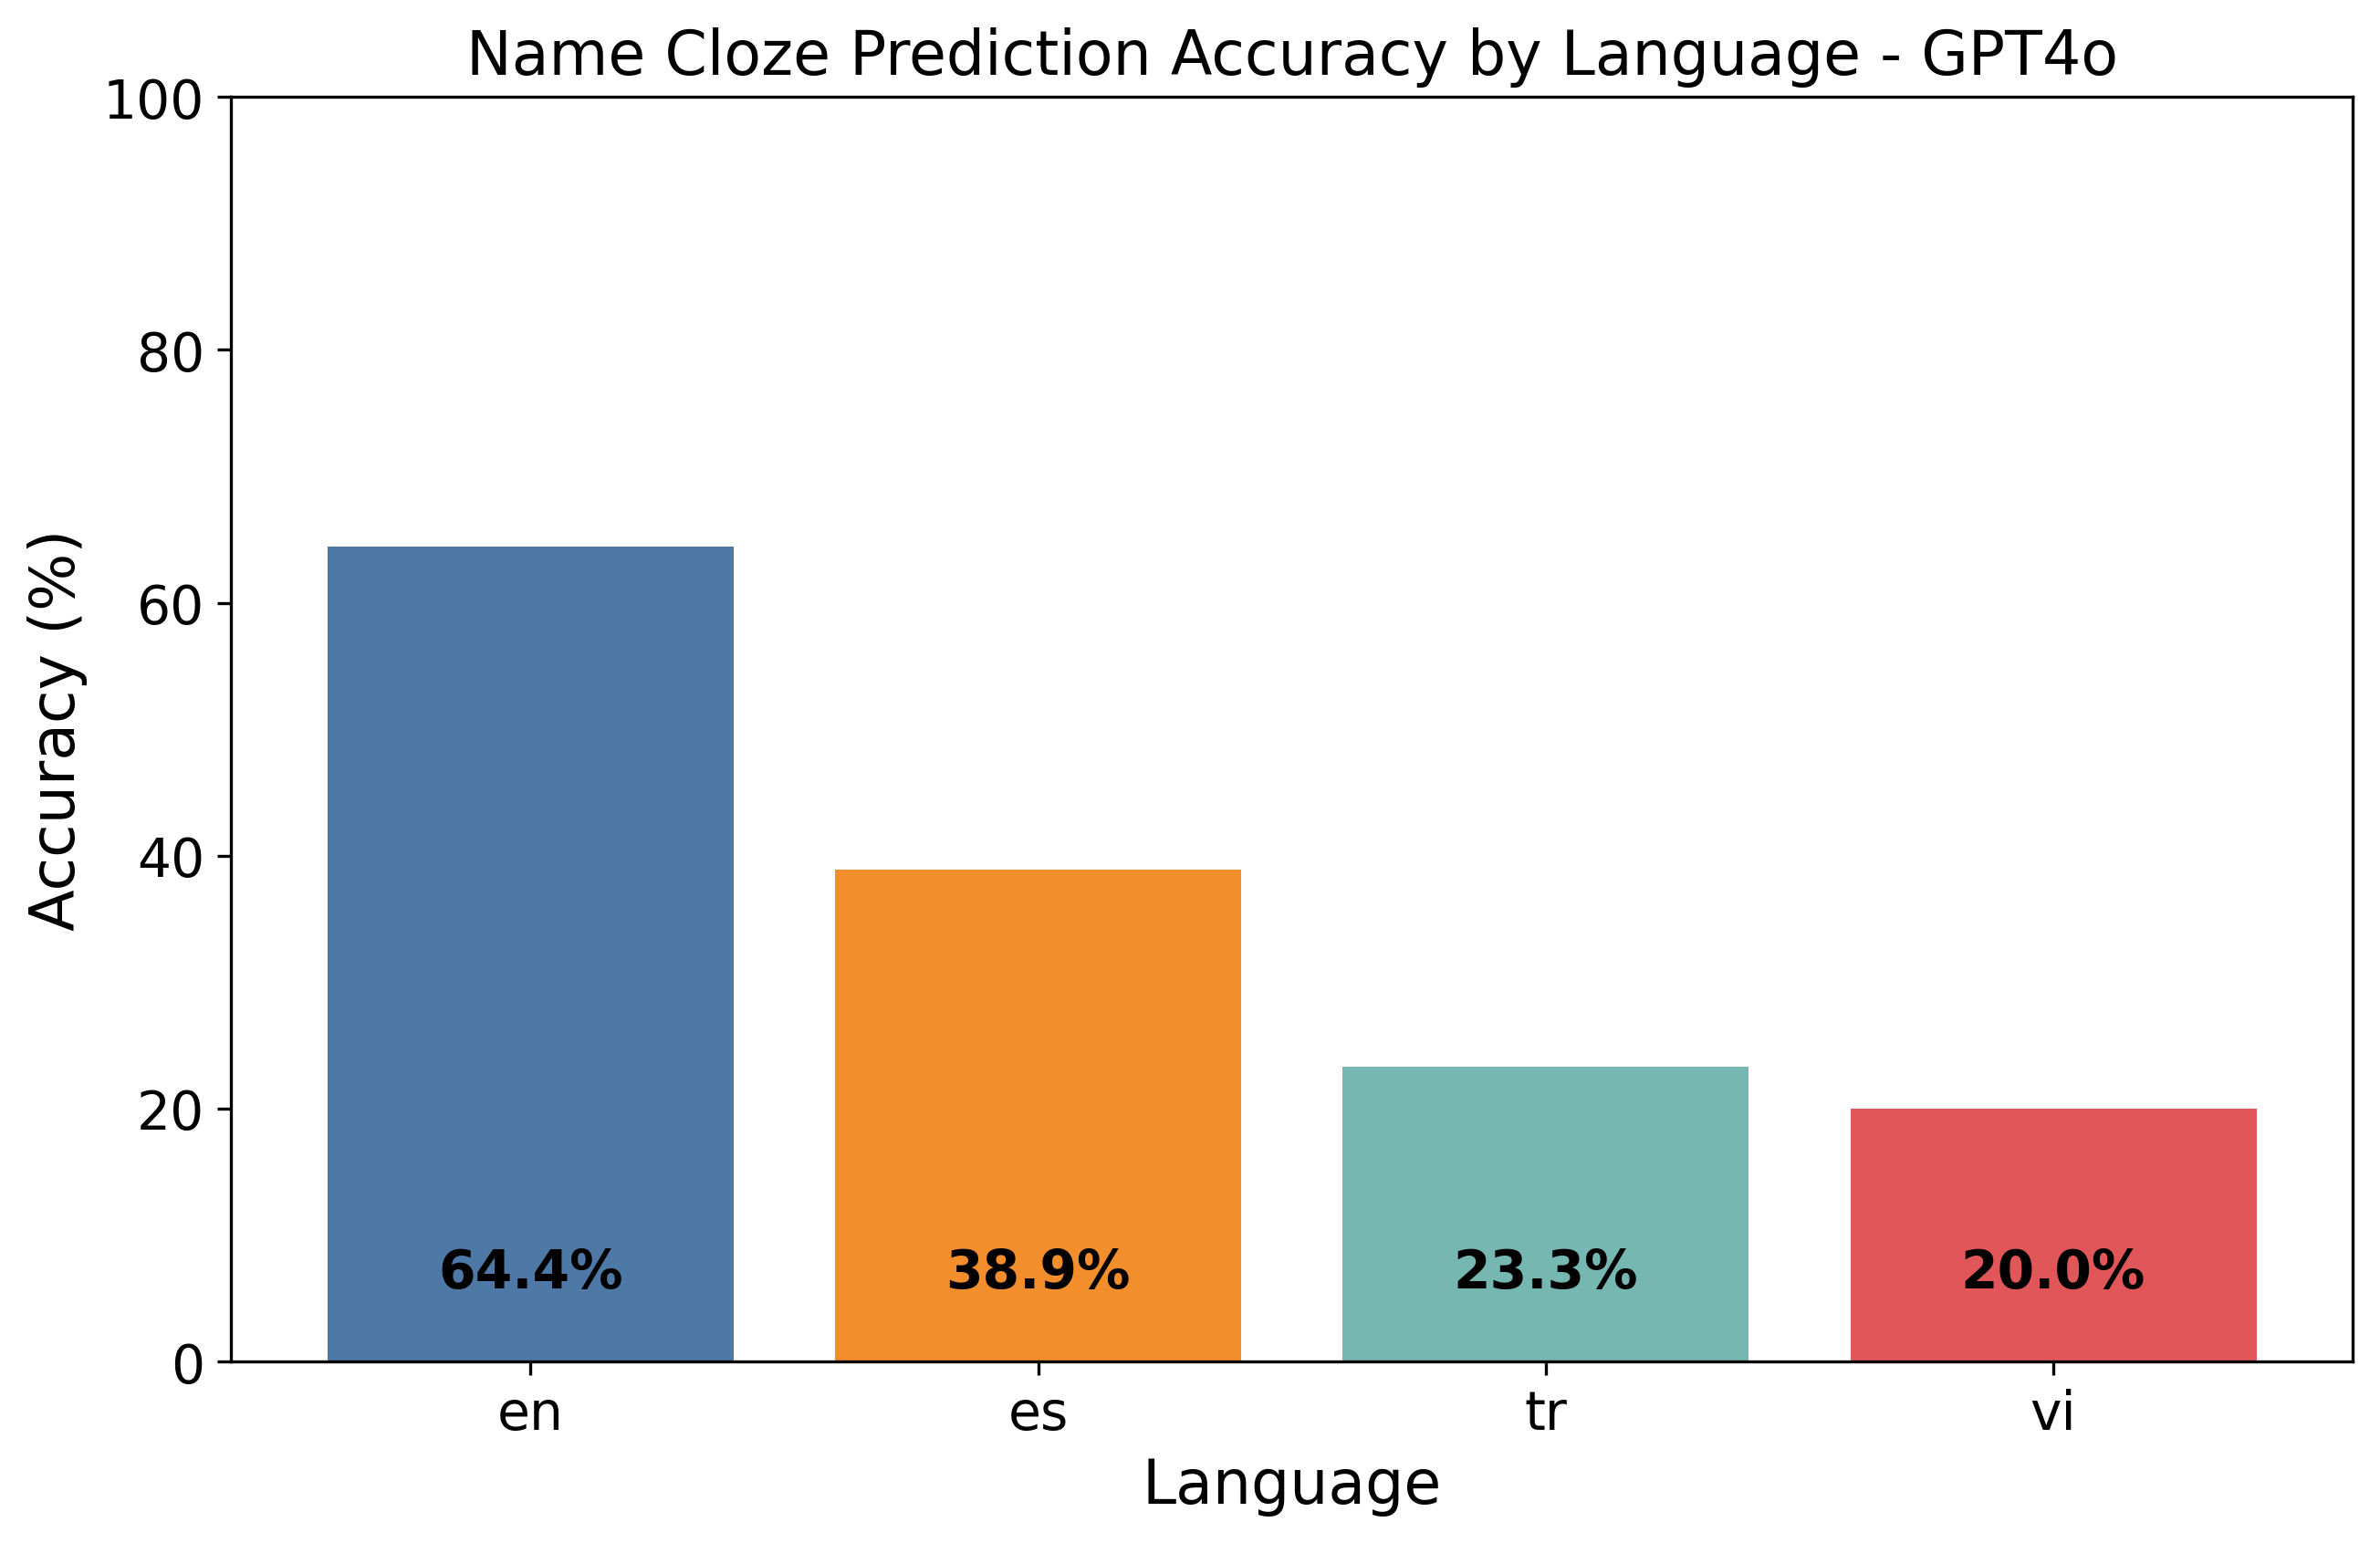 Name Cloze Prediction Accuracy by Language - GPT4o
Accuracy (%)
100
80
60
40
20
0
64.4%
38.9%
23.3%
20.0%
en
es
tr
vi
Language